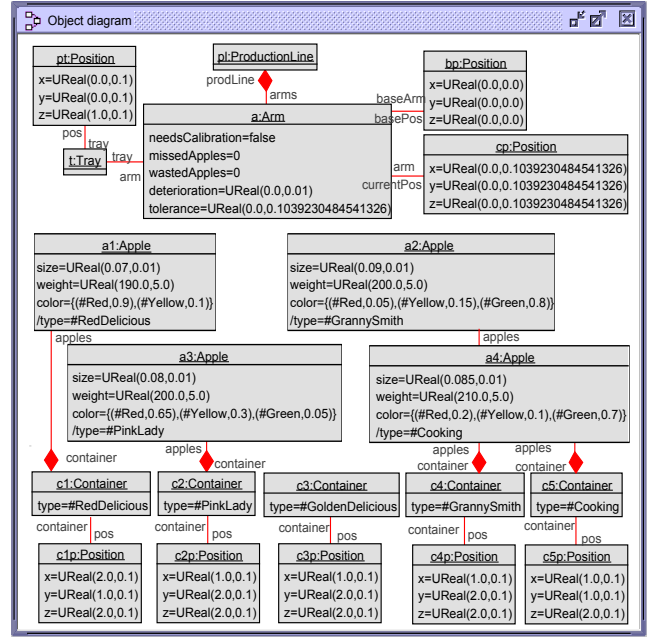 Object diagram
pt:Position
x=UReal(0.0,0.1)
y=UReal(0.0,0.1)
z=UReal(1.0,0.1)
pos
tray
t:Tray
tray
arm
pl:ProductionLine
prodLine
arms
a:Arm
needsCalibration=false
missedApples=0
wastedApples=0
deterioration=UReal(0.0,0.01)
tolerance=UReal(0.0,0.1039230484541326)
bp:Position
x=UReal(0.0,0.0)
y=UReal(0.0,0.0)
z=UReal(0.0,0.0)
baseArm
basePos
cp:Position
x=UReal(0.0,0.1039230484541326)
y=UReal(0.0,0.1039230484541326)
z=UReal(0.0,0.1039230484541326)
arm
currentPos
a1:Apple
size=UReal(0.07,0.01)
weight=UReal(190.0,5.0)
color={(#Red,0.9),(#Yellow,0.1)}
/type=#RedDelicious
apples
a2:Apple
size=UReal(0.09,0.01)
weight=UReal(200.0,5.0)
color={(#Red,0.05),(#Yellow,0.15),(#Green,0.8)}
/type=#GrannySmith
apples
a3:Apple
size=UReal(0.08,0.01)
weight=UReal(200.0,5.0)
color={(#Red,0.65),(#Yellow,0.3),(#Green,0.05)}
/type=#PinkLady
apples
a4:Apple
size=UReal(0.085,0.01)
weight=UReal(210.0,5.0)
color={(#Red,0.2),(#Yellow,0.1),(#Green,0.7)}
/type=#Cooking
apples
apples
container
container
container
container
c1:Container
type=#RedDelicious
c2:Container
type=#PinkLady
c3:Container
type=#GoldenDelicious
c4:Container
type=#GrannySmith
c5:Container
type=#Cooking
container
pos
container
pos
container
pos
container
pos
container
pos
c1p:Position
x=UReal(2.0,0.1)
y=UReal(1.0,0.1)
z=UReal(2.0,0.1)
c2p:Position
x=UReal(1.0,0.1)
y=UReal(2.0,0.1)
z=UReal(2.0,0.1)
c3p:Position
x=UReal(1.0,0.1)
y=UReal(2.0,0.1)
z=UReal(1.0,0.1)
c4p:Position
x=UReal(1.0,0.1)
y=UReal(2.0,0.1)
z=UReal(2.0,0.1)
c5p:Position
x=UReal(1.0,0.1)
y=UReal(1.0,0.1)
z=UReal(2.0,0.1)